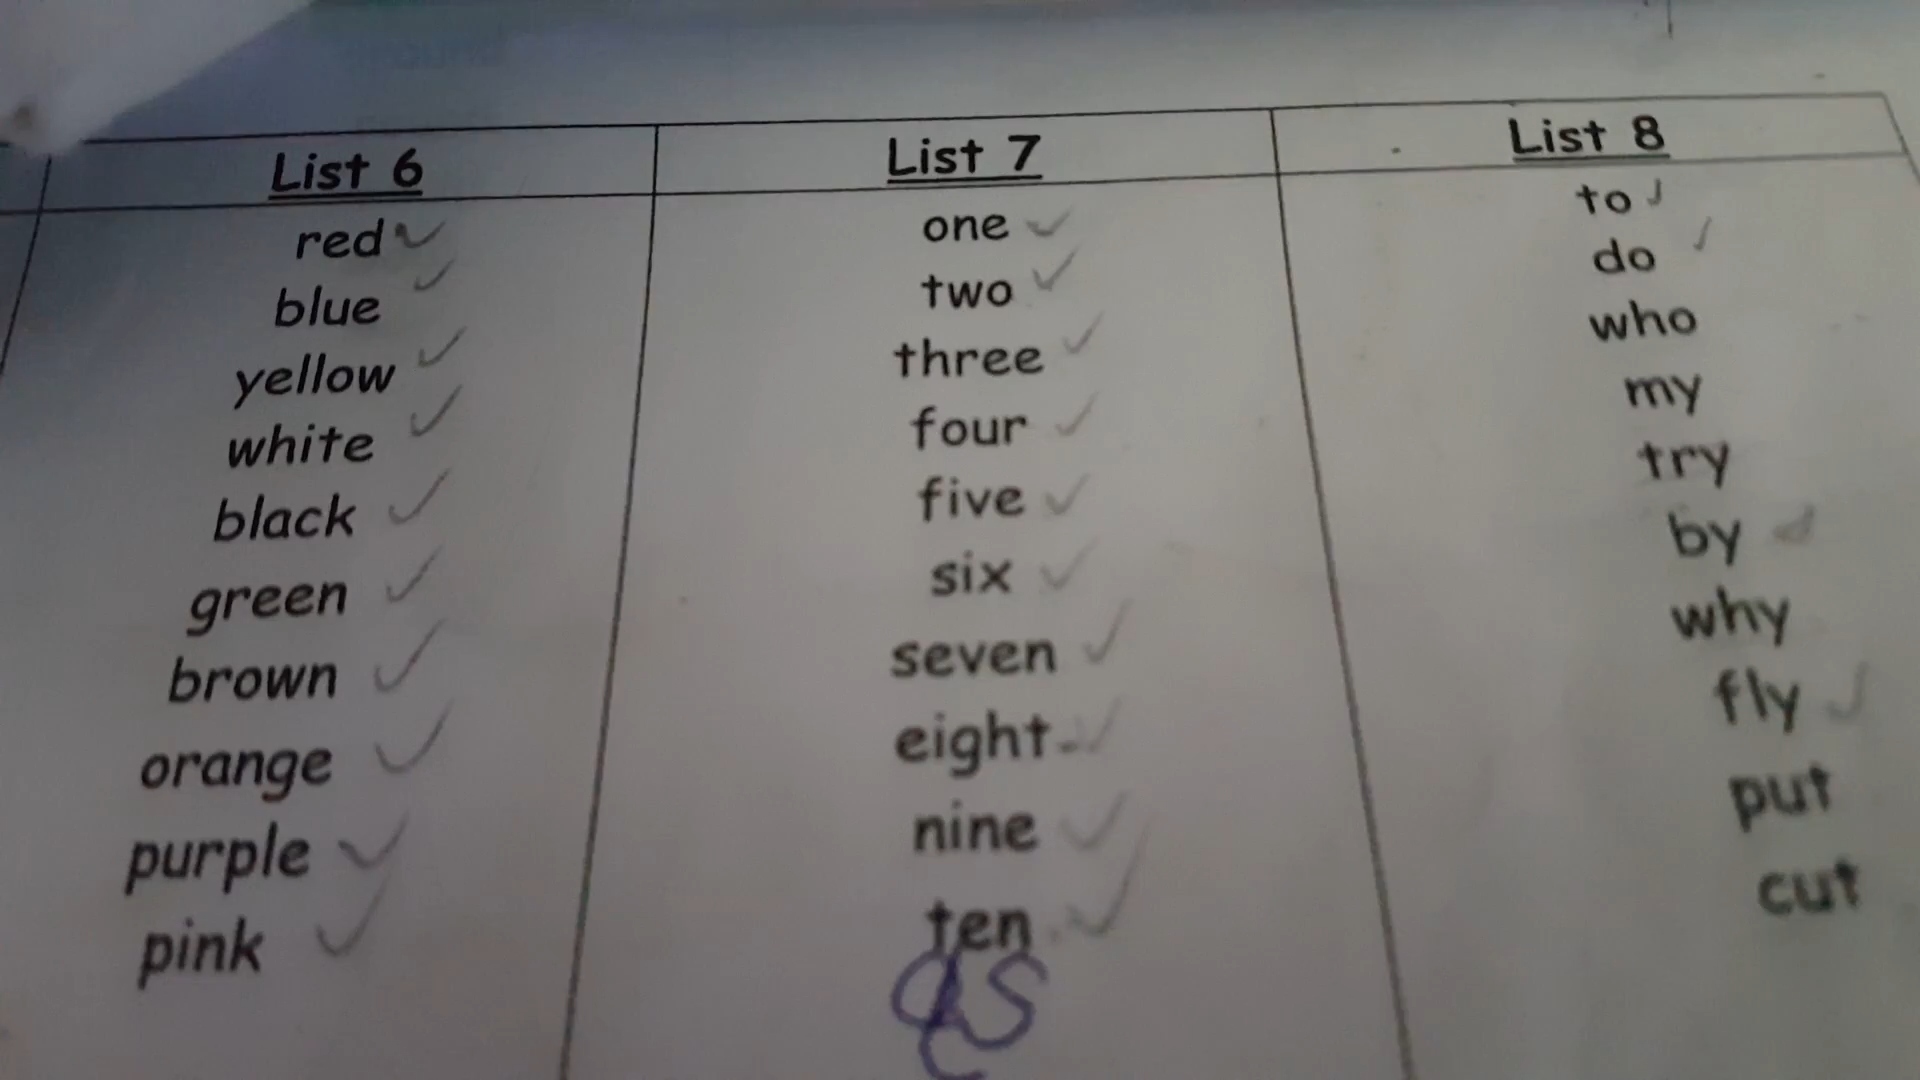 List 6
red
blue
yellow
white
black
green
brown
orange
purple
pink
List 7
one
two
three
four
five
six
seven
eight
nine
ten
List 8
to
do
who
my
try
by
why
fly
put
cut